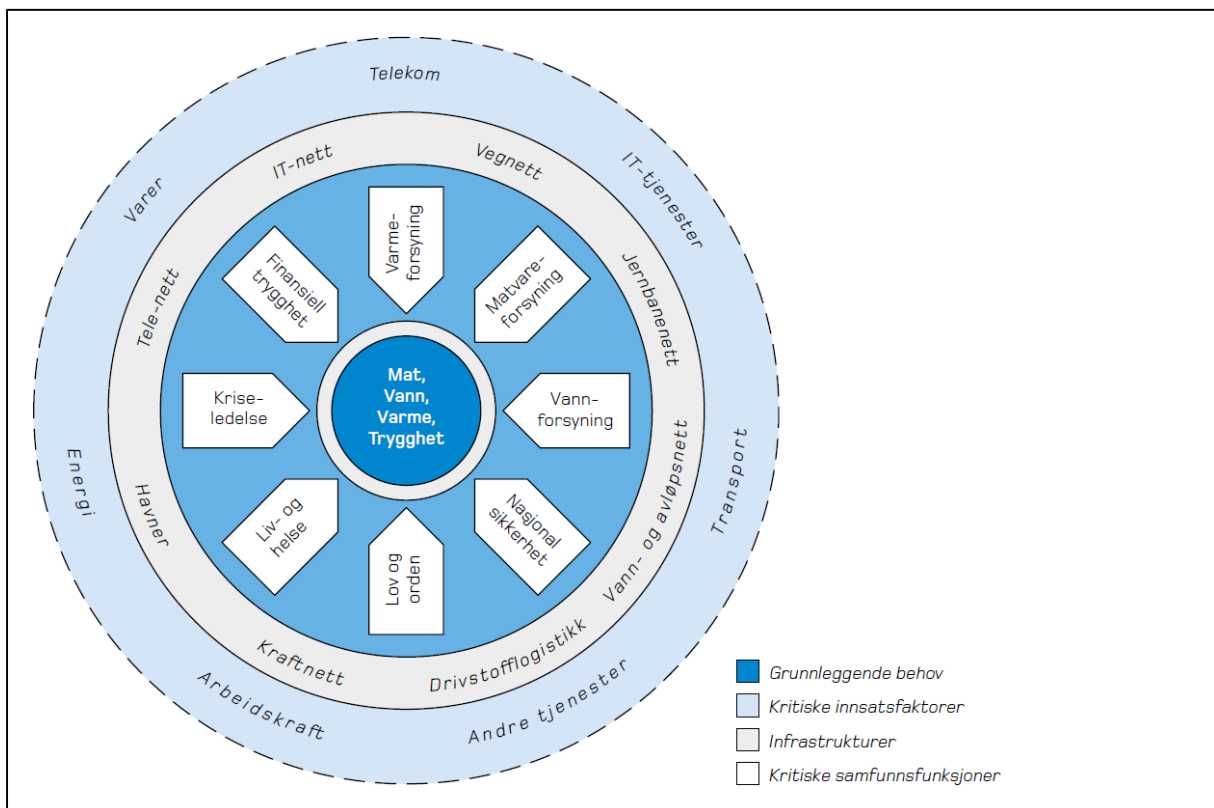 Telekom
IT-tjenester
Transport
Andre tjenester
Arbeidskraft
Energi
Varer
IT-nett
Vegnett
Jernbanenett
Vann- og avløpsnett
Drivstofflogistikk
Kraftnett
Havner
Tele-nett
Varme-
forsyning
Matvare-
forsyning
Vann-
forsyning
Nasjonal
sikkerhet
Lov og
orden
Liv- og
helse
Krise-
ledelse
Finansiell
trygghet
Mat,
Vann,
Varme,
Trygghet
Grunnleggende behov
Kritiske innsatsfaktorer
Infrastrukturer
Kritiske samfunnsfunksjoner